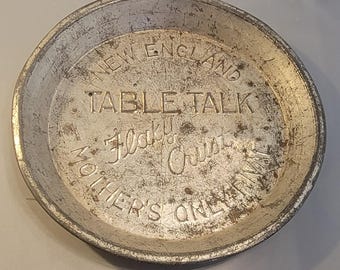 NEW ENGLAND
TABLE TALK
Flaky Crust
MOTHER'S ONLY RIVAL